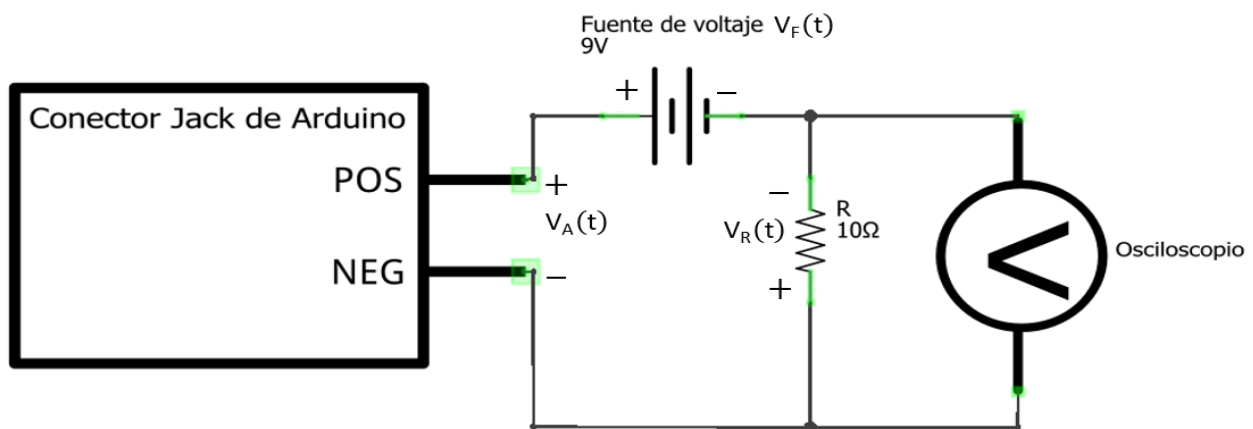 Fuente de voltaje V_F(t)
9V
+
−
Conector Jack de Arduino
POS
+
V_A(t)
NEG
−
−
R
V_R(t)
10Ω
+
V
Osciloscopio